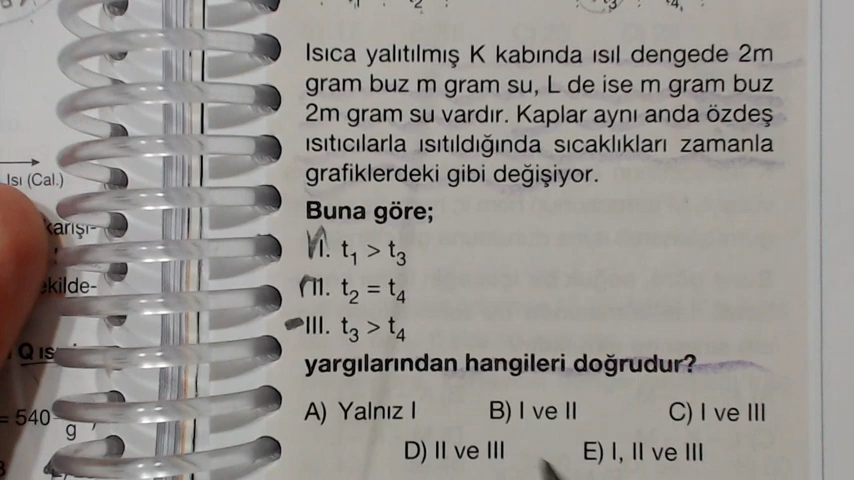 Isıca yalıtılmış K kabında ısıl dengede 2m
gram buz m gram su, L de ise m gram buz
2m gram su vardır. Kaplar aynı anda özdeş
ısıtıcılarla ısıtıldığında sıcaklıkları zamanla
grafiklerdeki gibi değişiyor.
Isı (Cal.)
Buna göre;
karışı-
I. t₁ > t₃
ekilde-
II. t₂ = t₄
III. t₃ > t₄
Q ıs
yargılarından hangileri doğrudur?
= 540
g
A) Yalnız I B) I ve II C) I ve III
D) II ve III E) I, II ve III